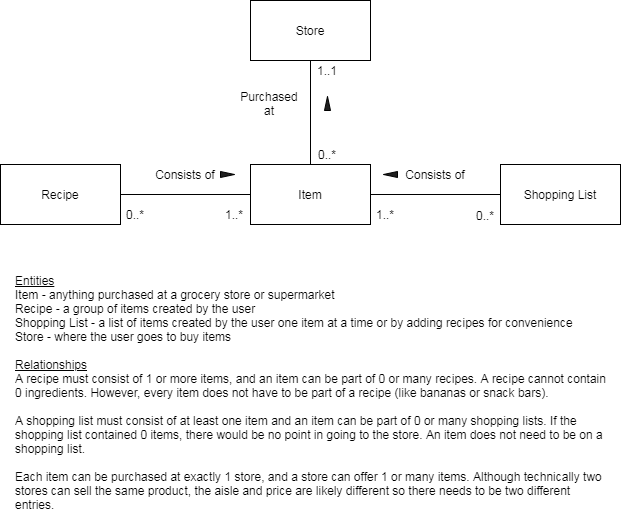 Store
1..1
Purchased
at
0..*
Consists of
Consists of
Recipe
Item
Shopping List
0..*
1..*
1..*
0..*
Entities
Item - anything purchased at a grocery store or supermarket
Recipe - a group of items created by the user
Shopping List - a list of items created by the user one item at a time or by adding recipes for convenience
Store - where the user goes to buy items
Relationships
A recipe must consist of 1 or more items, and an item can be part of 0 or many recipes. A recipe cannot contain
0 ingredients. However, every item does not have to be part of a recipe (like bananas or snack bars).
A shopping list must consist of at least one item and an item can be part of 0 or many shopping lists. If the
shopping list contained 0 items, there would be no point in going to the store. An item does not need to be on a
shopping list.
Each item can be purchased at exactly 1 store, and a store can offer 1 or many items. Although technically two
stores can sell the same product, the aisle and price are likely different so there needs to be two different
entries.